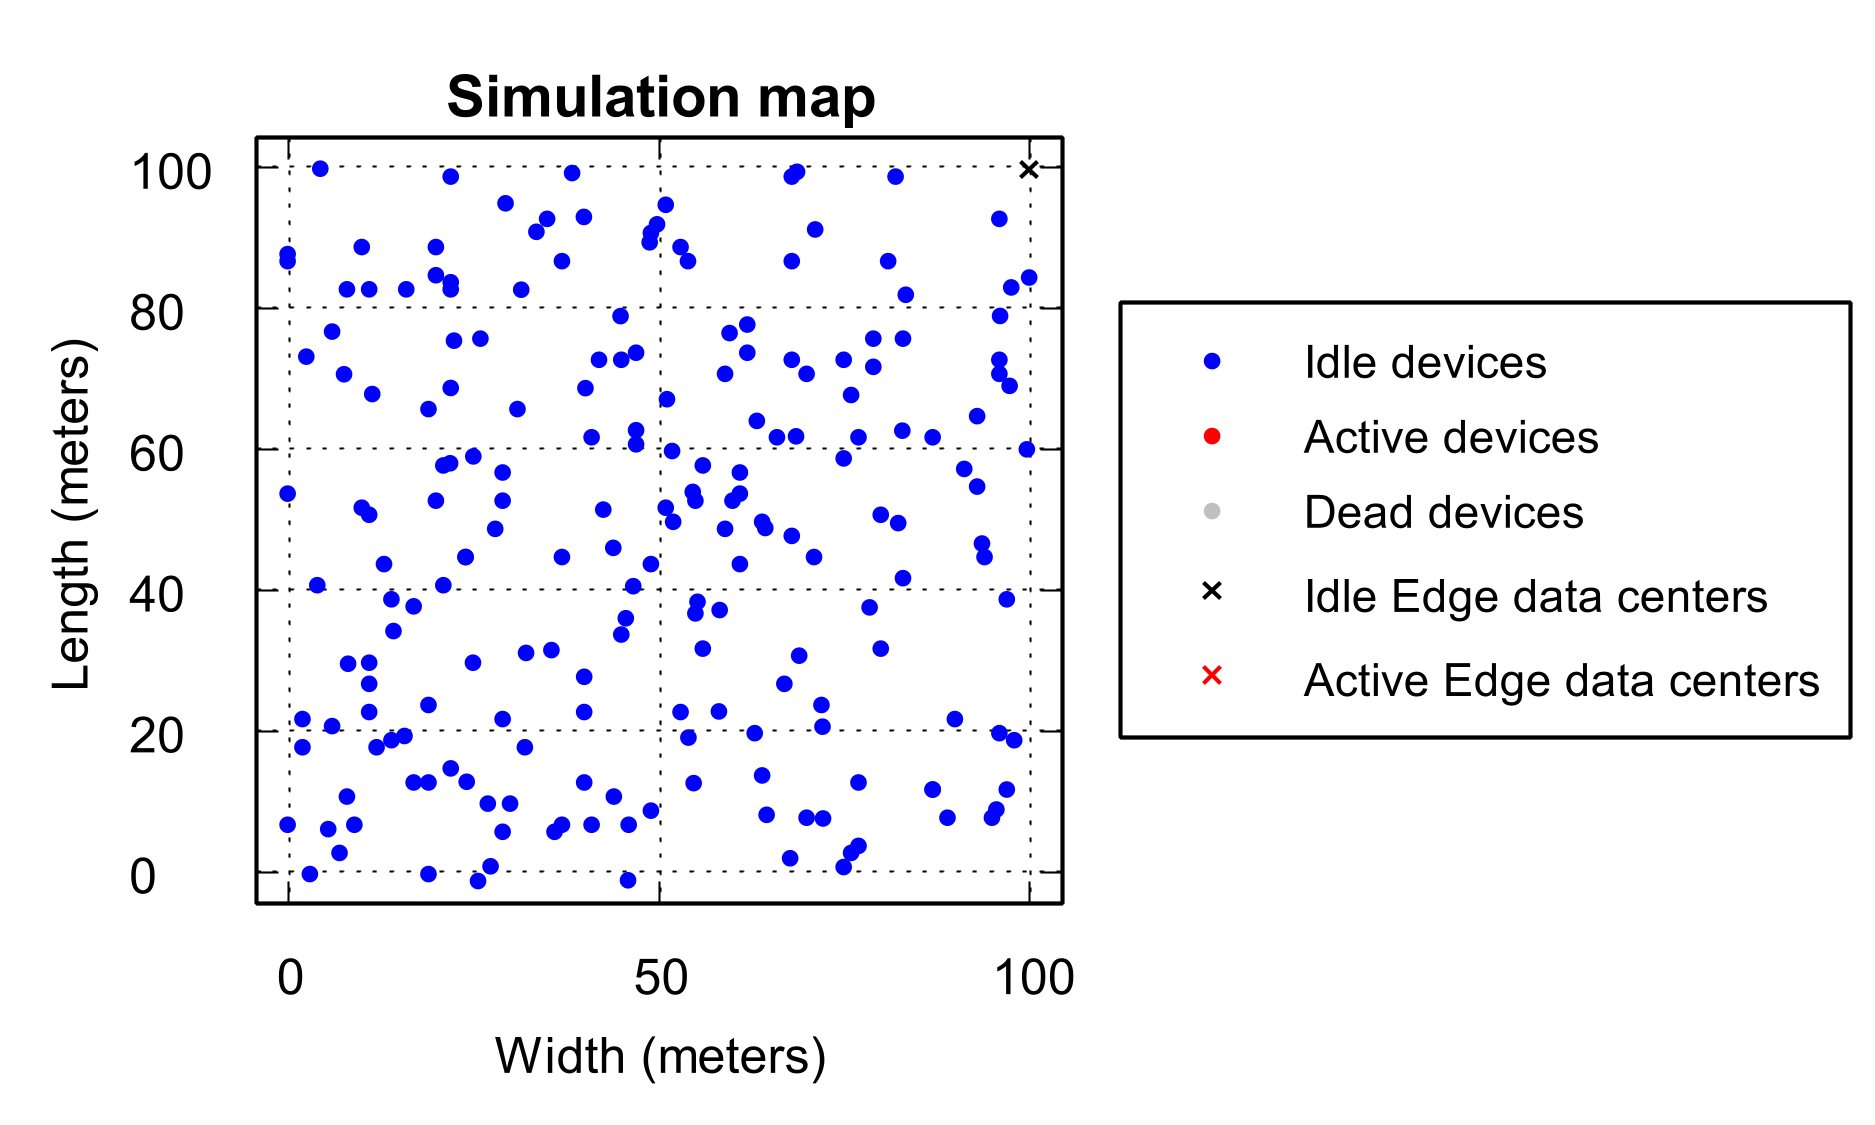 Simulation map
100
80
60
40
20
0
Length (meters)
0 50 100
Width (meters)
Idle devices
Active devices
Dead devices
Idle Edge data centers
Active Edge data centers